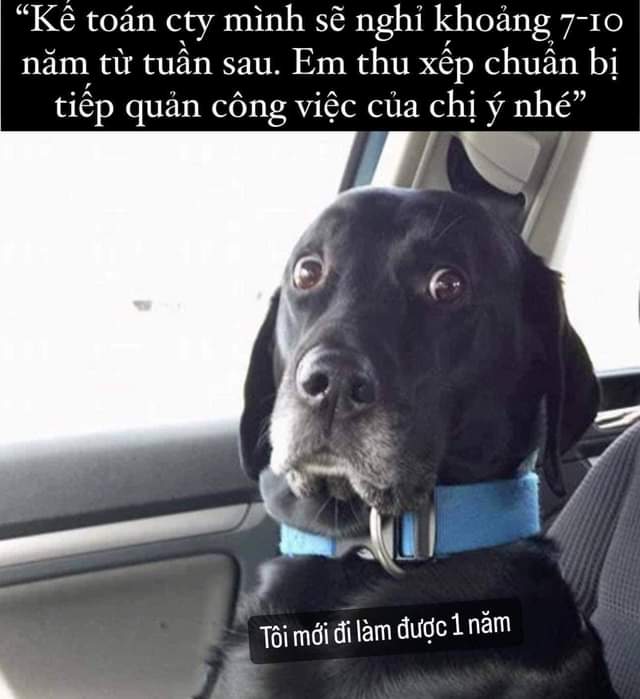 “Kế toán cty mình sẽ nghỉ khoảng 7-10
năm từ tuần sau. Em thu xếp chuẩn bị
tiếp quản công việc của chị ý nhé”
Tôi mới đi làm được 1 năm